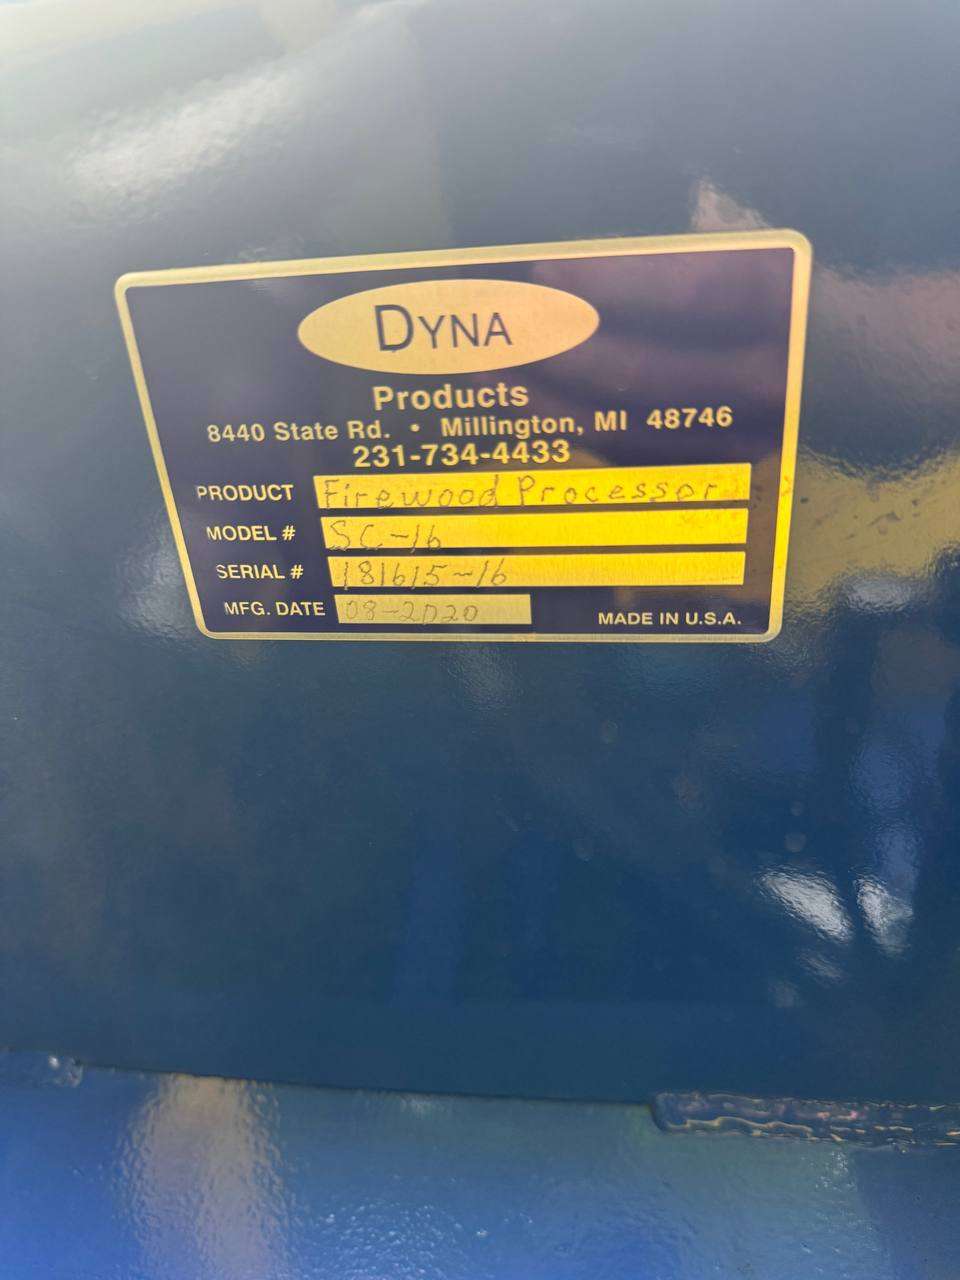 DYNA
Products
8440 State Rd. • Millington, MI 48746
231-734-4433
PRODUCT Firewood Processor
MODEL # SC-16
SERIAL # 181615-16
MFG. DATE 08-2020
MADE IN U.S.A.